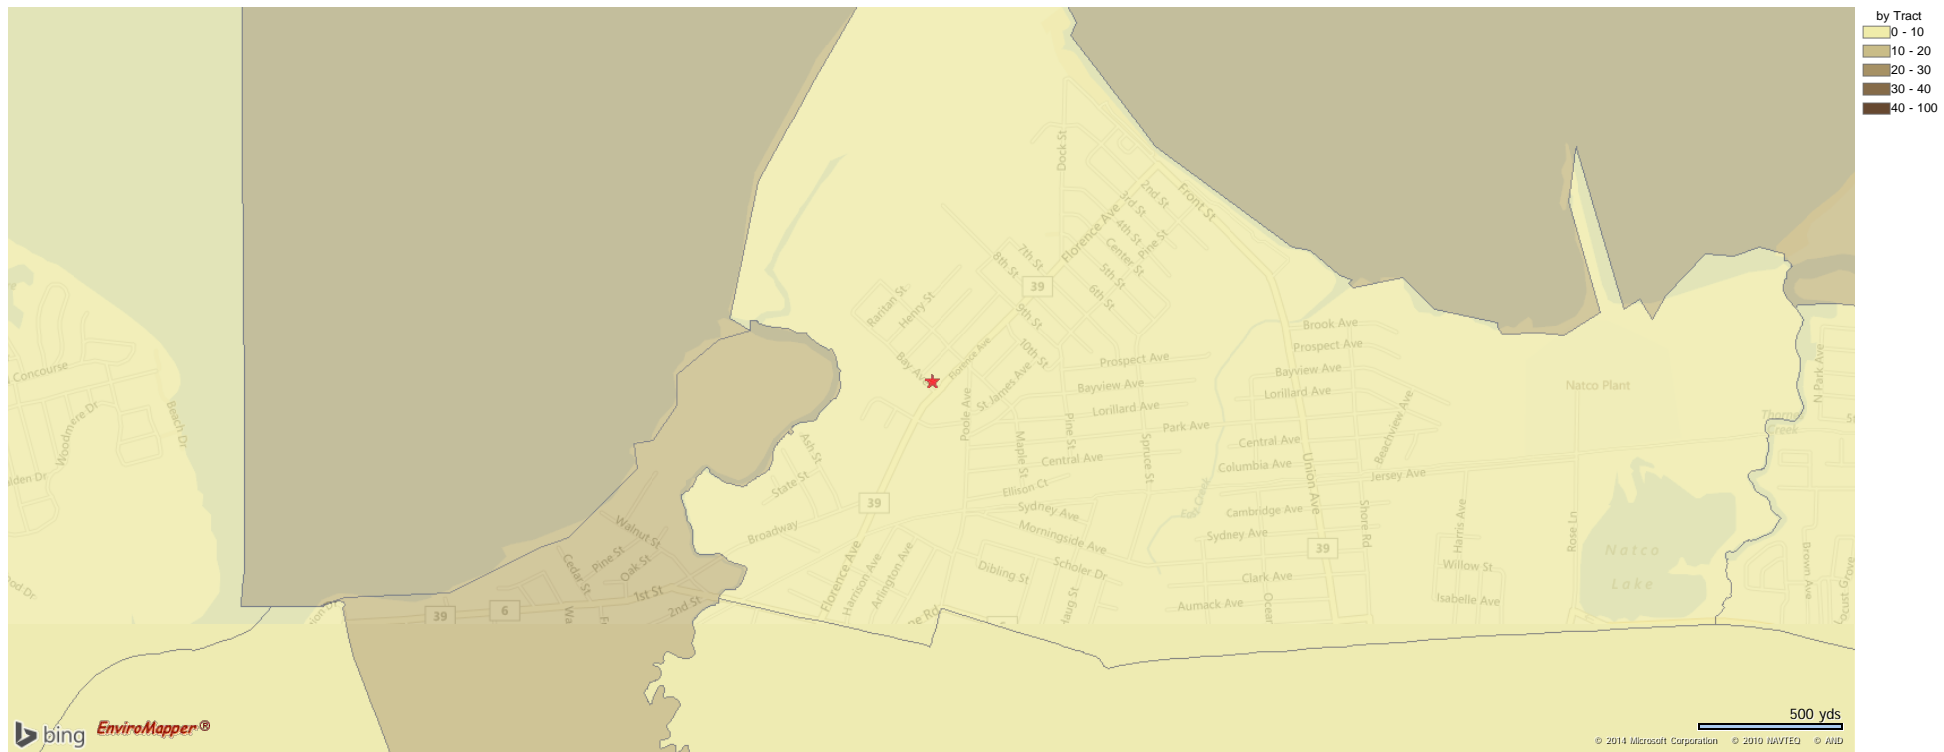 by Tract
0 - 10
10 - 20
20 - 30
30 - 40
40 - 100
Dock St
2nd St
3rd St
Front St
4th St
Florence Ave
Pine St
Center St
7th St
8th St
5th St
39
6th St
Raritan St
Henry St
9th St
Brook Ave
Prospect Ave
10th St
Florence Ave
Bay Ave
Prospect Ave
N Park Ave
Concourse
Bayview Ave
Bayview Ave
Natco Plant
St James Ave
Lorillard Ave
Lorillard Ave
Beach Dr
Woodmere Dr
Poole Ave
Pine St
Park Ave
Beachview Ave
Creek
Ash St
Maple St
Spruce St
Central Ave
Central Ave
Columbia Ave
Union Ave
Jersey Ave
State St
Ellison Ct
39
Sydney Ave
Cambridge Ave
Shore Rd
Harris Ave
Rose Ln
Walnut St
Broadway
Morningside Ave
Sydney Ave
39
Natco
Lake
Pine St
Oak St
Cedar St
Florence Ave
Harrison Ave
Arlington Ave
Dibling St
Scholer Dr
Willow St
Clark Ave
Brown Ave
Locust Grove
1st St
2nd St
39
6
Haug St
Aumack Ave
Ocean
Isabelle Ave
bing
EnviroMapper®
500 yds
© 2014 Microsoft Corporation © 2010 NAVTEQ © AND